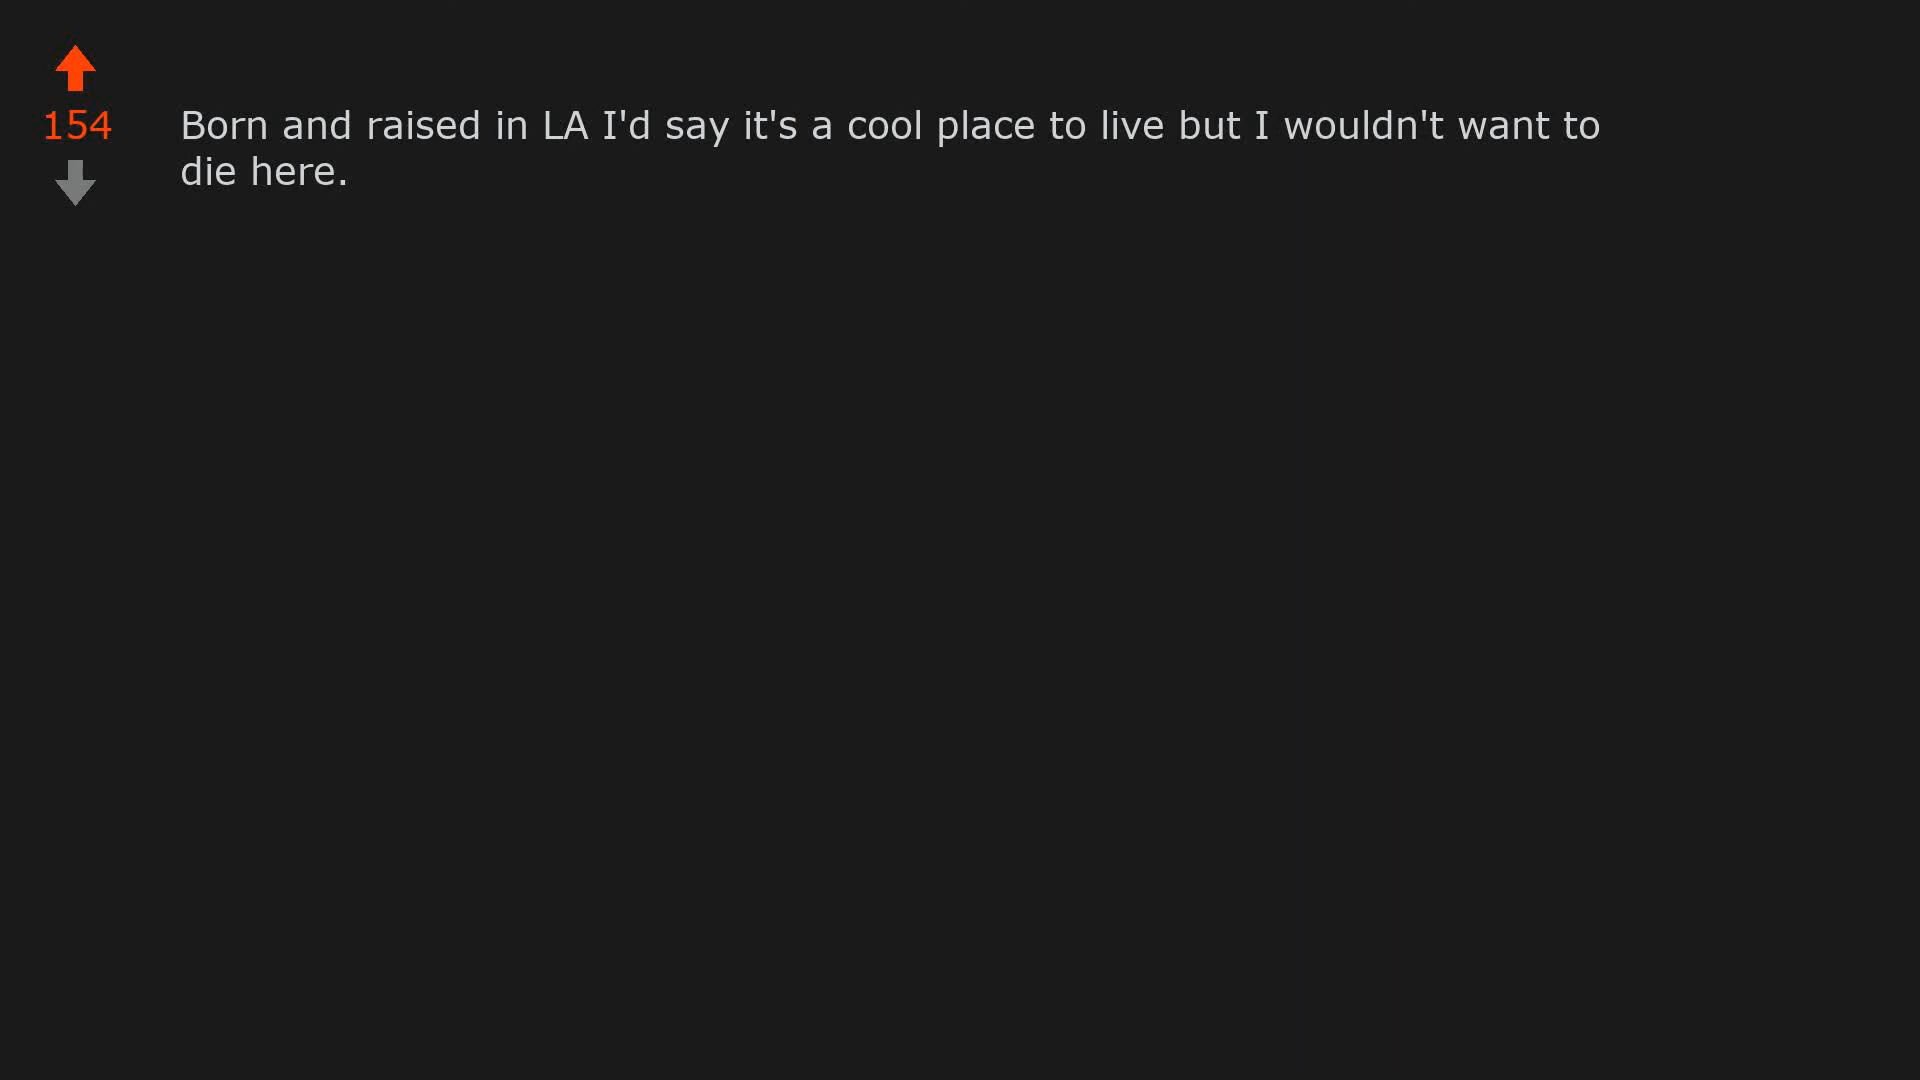 154
Born and raised in LA I'd say it's a cool place to live but I wouldn't want to
die here.